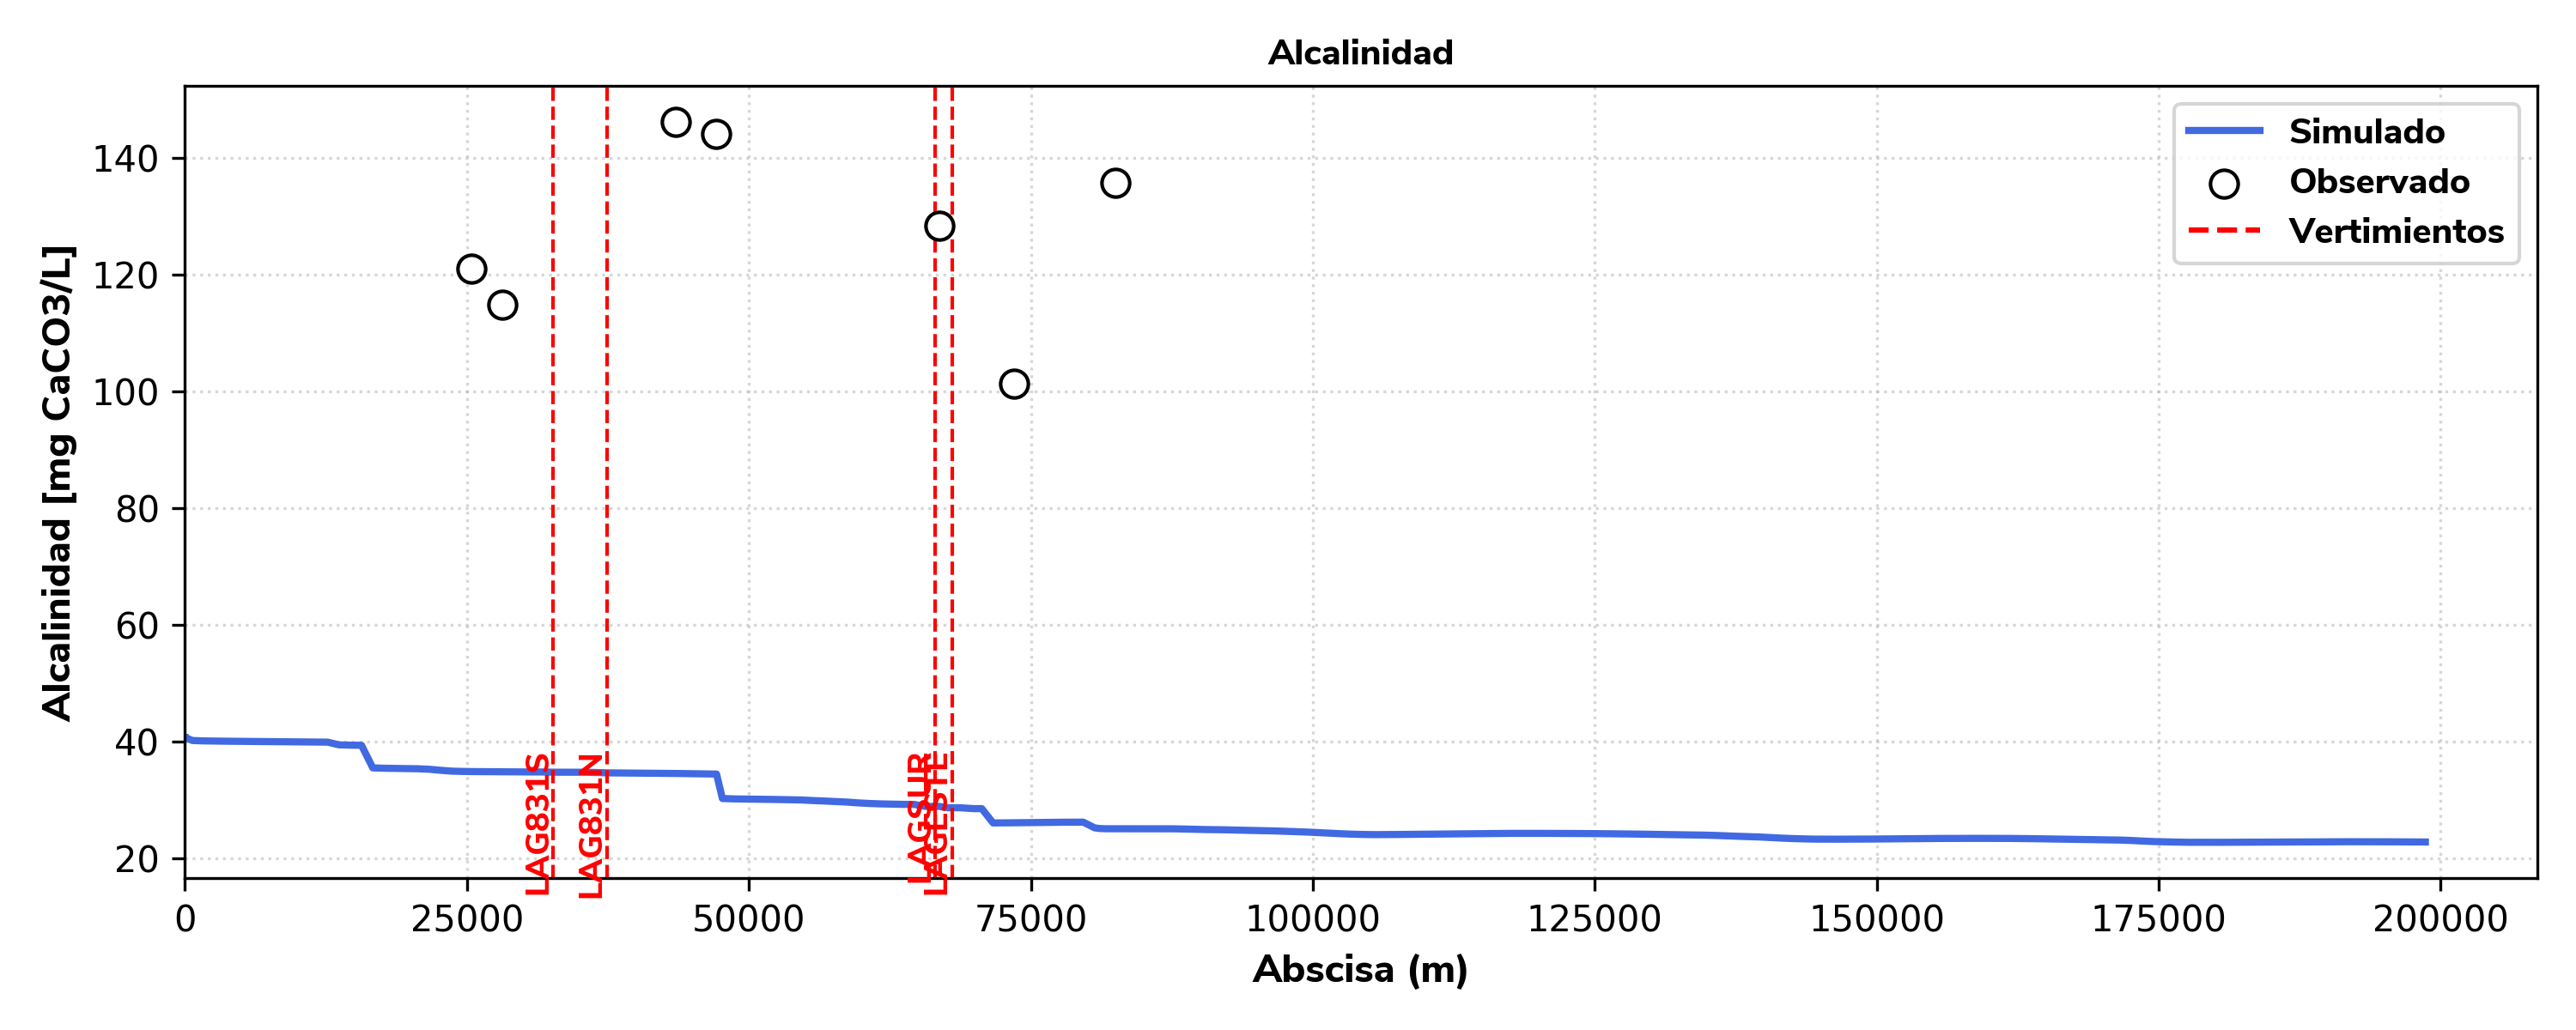 Alcalinidad
Alcalinidad [mg CaCO3/L]
140
120
100
80
60
40
20
Simulado
Observado
Vertimientos
LAG831S
LAG831N
LAGSUR
LAGESTE
0 25000 50000 75000 100000 125000 150000 175000 200000
Abscisa (m)